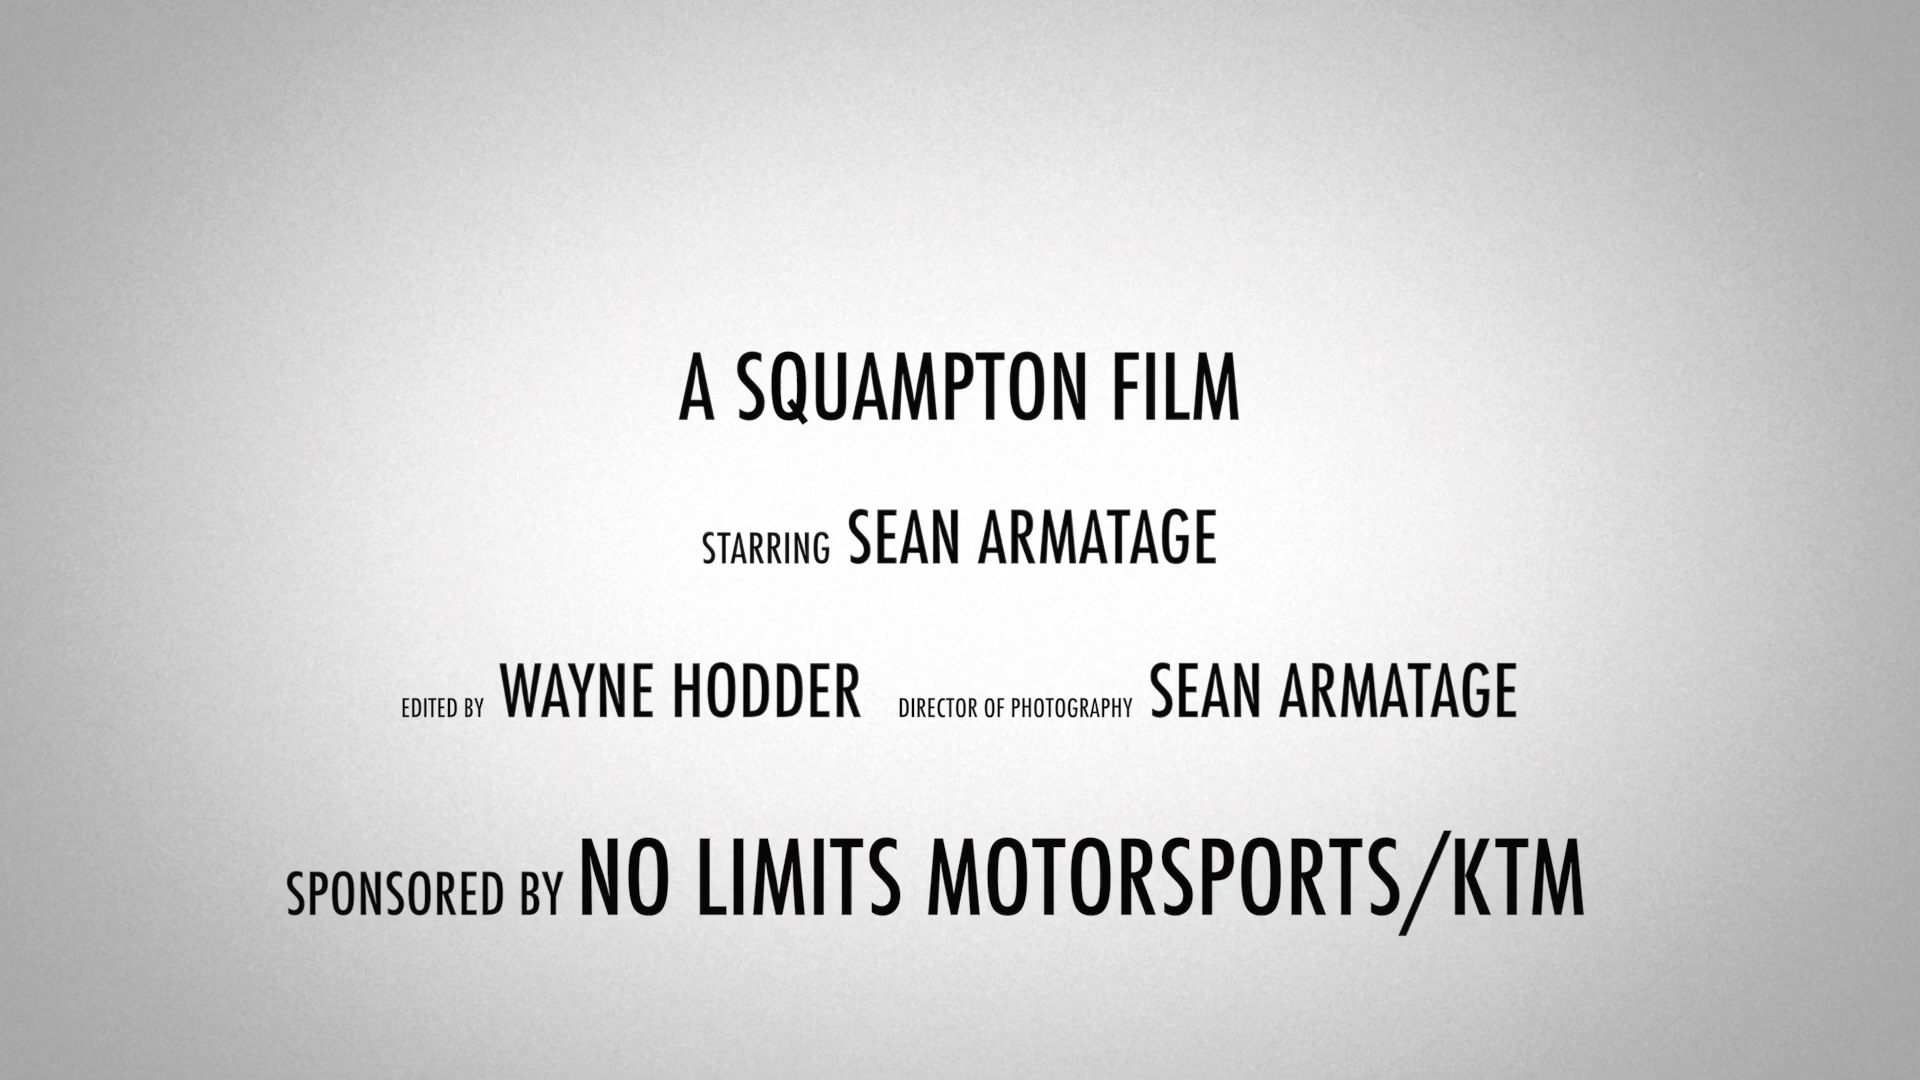 A SQUAMPTON FILM
STARRING SEAN ARMATAGE
EDITED BY WAYNE HODDER DIRECTOR OF PHOTOGRAPHY SEAN ARMATAGE
SPONSORED BY NO LIMITS MOTORSPORTS/KTM